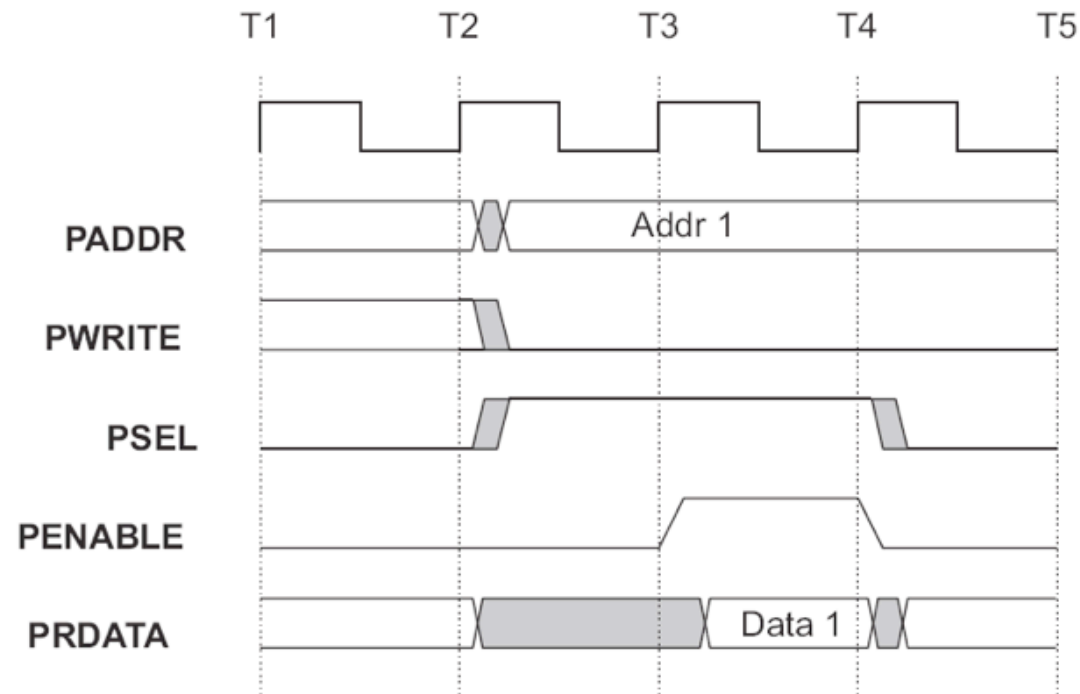 T1 T2 T3 T4 T5
PADDR Addr 1
PWRITE
PSEL
PENABLE
PRDATA Data 1